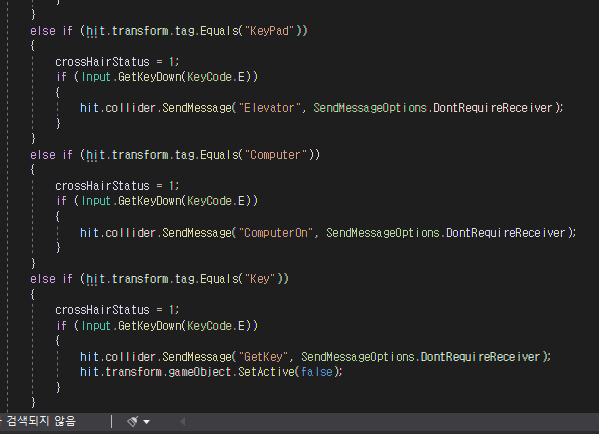 }
else if (hit.transform.tag.Equals("KeyPad"))
{
crossHairStatus = 1;
if (Input.GetKeyDown(KeyCode.E))
{
hit.collider.SendMessage("Elevator", SendMessageOptions.DontRequireReceiver);
}
}
else if (hit.transform.tag.Equals("Computer"))
{
crossHairStatus = 1;
if (Input.GetKeyDown(KeyCode.E))
{
hit.collider.SendMessage("ComputerOn", SendMessageOptions.DontRequireReceiver);
}
}
else if (hit.transform.tag.Equals("Key"))
{
crossHairStatus = 1;
if (Input.GetKeyDown(KeyCode.E))
{
hit.collider.SendMessage("GetKey", SendMessageOptions.DontRequireReceiver);
hit.transform.gameObject.SetActive(false);
}
}
검색되지 않음